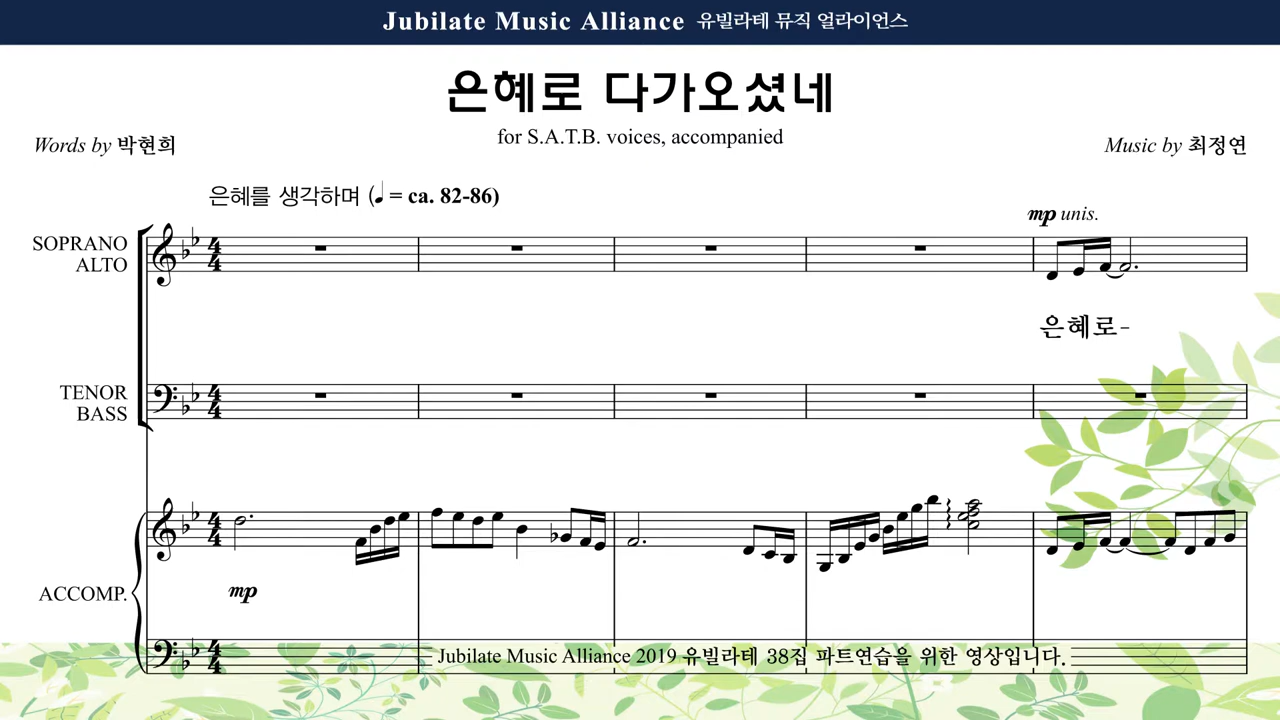 Jubilate Music Alliance 유빌라테 뮤직 얼라이언스
은혜로 다가오셨네
for S.A.T.B. voices, accompanied
Words by 박현희
Music by 최정연
은혜를 생각하며 (♩ = ca. 82-86)
mp unis.
SOPRANO
ALTO
은혜로-
TENOR
BASS
mp
ACCOMP.
Jubilate Music Alliance 2019 유빌라테 38집 파트연습을 위한 영상입니다.